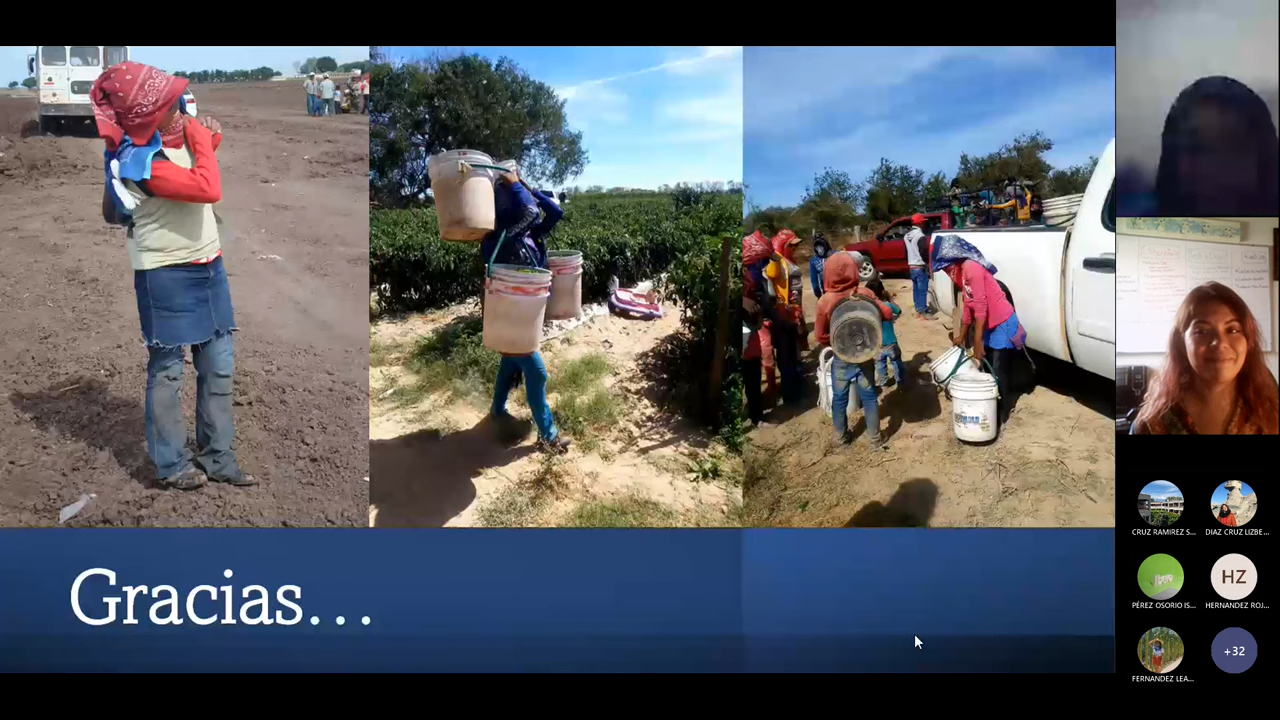 Gracias...
CRUZ RAMIREZ S...
DIAZ CRUZ LIZBE...
PÉREZ OSORIO IS...
HZ
HERNANDEZ ROJ...
FERNANDEZ LEA...
+32